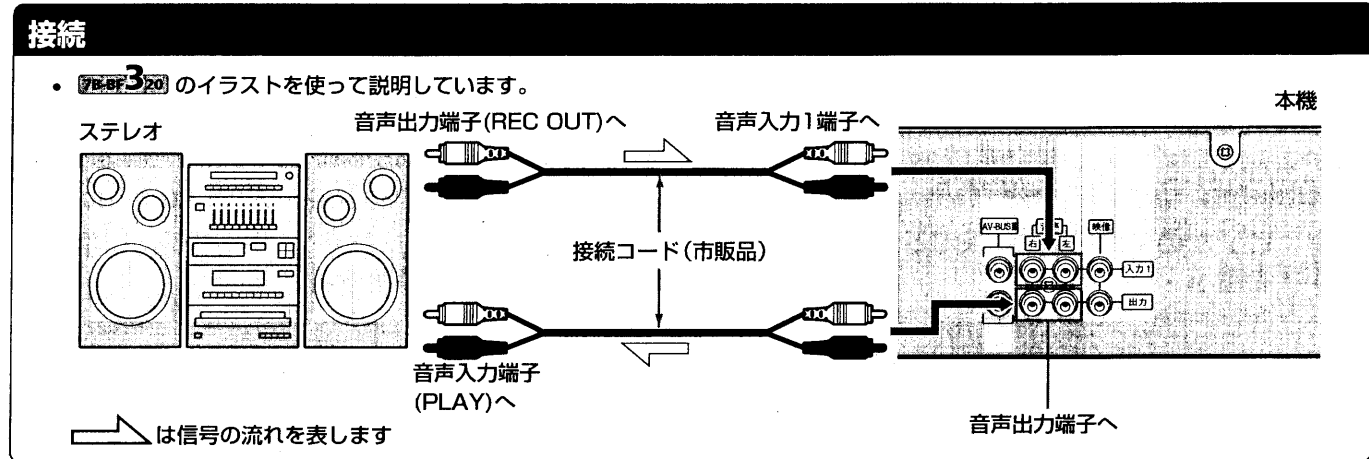 接続
• 7B-BF320 のイラストを使って説明しています。
本機
ステレオ
音声出力端子(REC OUT)へ
音声入力1端子へ
右
左
映像
入力1
出力
接続コード(市販品)
音声入力端子
(PLAY)へ
音声出力端子へ
は信号の流れを表します